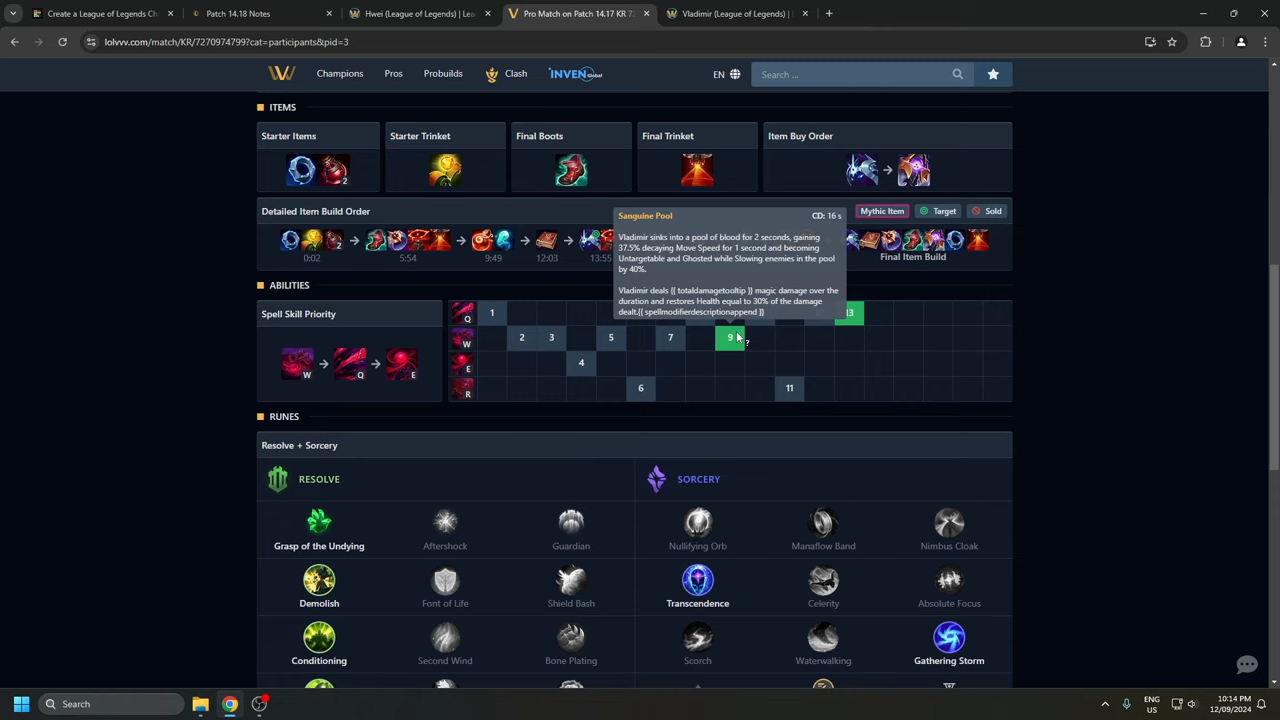 Create a League of Legends Ch
Patch 14.18 Notes
Hwei (League of Legends) | Lea
Pro Match on Patch 14.17 KR 7
Vladimir (League of Legends) |
lolvvv.com/match/KR/7270974799?cat=participants&pid=3
Champions
Pros
Probuilds
Clash
INVEN Global
EN
Search ...
ITEMS
Starter Items
Starter Trinket
Final Boots
Final Trinket
Item Buy Order
2
Detailed Item Build Order
Mythic Item
Target
Sold
2
0:02
5:54
9:49
12:03
13:55
Final Item Build
Sanguine Pool
CD: 16 s
Vladimir sinks into a pool of blood for 2 seconds, gaining
37.5% decaying Move Speed for 1 second and becoming
Untargetable and Ghosted while Slowing enemies in the pool
by 40%.
Vladimir deals {{ totaldamagetooltip }} magic damage over the
duration and restores Health equal to 30% of the damage
dealt.{{ spellmodifierdescriptionappend }}
ABILITIES
Spell Skill Priority
W
Q
E
Q
1
13
W
2
3
5
7
9
E
4
R
6
11
RUNES
Resolve + Sorcery
RESOLVE
SORCERY
Grasp of the Undying
Aftershock
Guardian
Nullifying Orb
Manaflow Band
Nimbus Cloak
Demolish
Font of Life
Shield Bash
Transcendence
Celerity
Absolute Focus
Conditioning
Second Wind
Bone Plating
Scorch
Waterwalking
Gathering Storm
Search
ENG
US
10:14 PM
12/09/2024